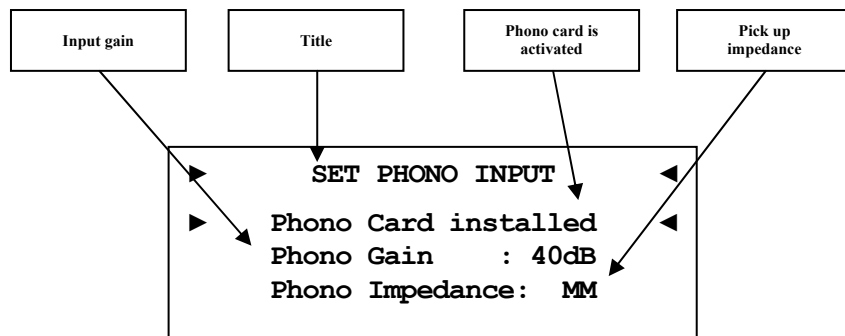 Input gain
Title
Phono card is
activated
Pick up
impedance
► SET PHONO INPUT ◄
► Phono Card installed ◄
Phono Gain : 40dB
Phono Impedance: MM